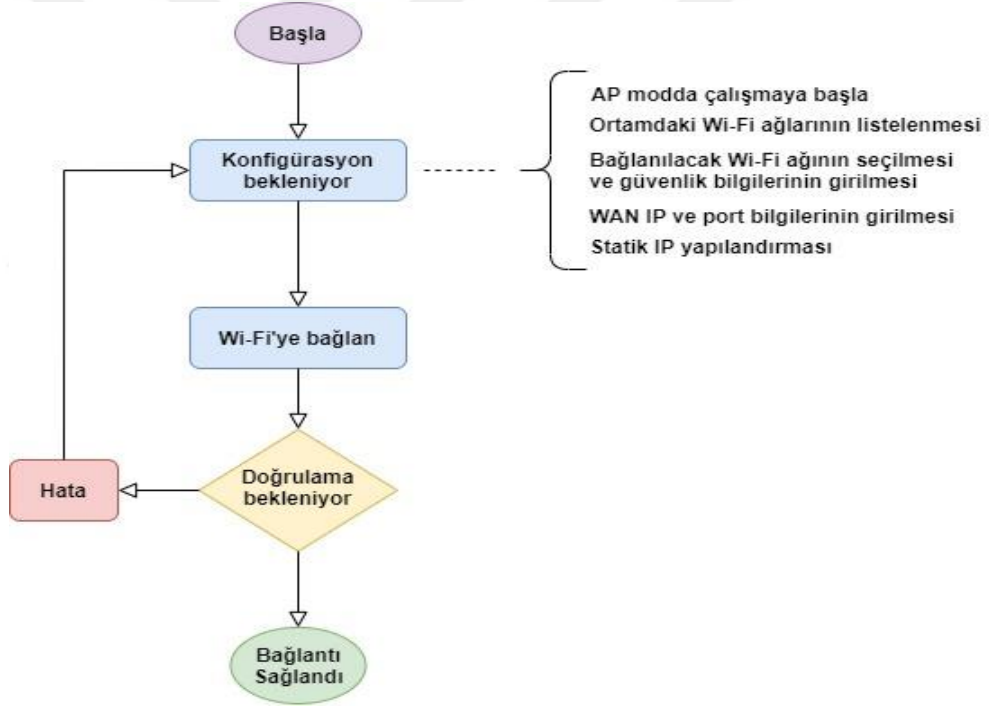 Başla
Konfigürasyon
bekleniyor
AP modda çalışmaya başla
Ortamdaki Wi-Fi ağlarının listelenmesi
Bağlanılacak Wi-Fi ağının seçilmesi
ve güvenlik bilgilerinin girilmesi
WAN IP ve port bilgilerinin girilmesi
Statik IP yapılandırması
Wi-Fi'ye bağlan
Doğrulama
bekleniyor
Hata
Bağlantı
Sağlandı